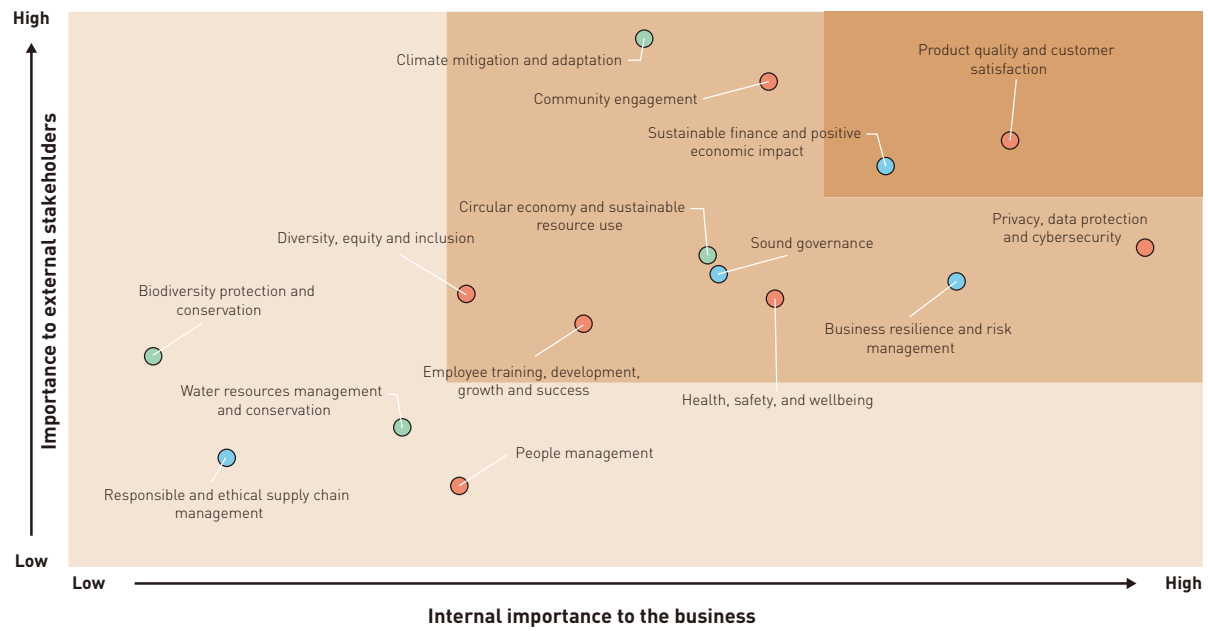 High
Climate mitigation and adaptation
Product quality and customer
satisfaction
Community engagement
Sustainable finance and positive
economic impact
Circular economy and sustainable
resource use
Privacy, data protection
and cybersecurity
Diversity, equity and inclusion
Sound governance
Biodiversity protection and
conservation
Business resilience and risk
management
Employee training, development,
growth and success
Water resources management
and conservation
Health, safety, and wellbeing
People management
Responsible and ethical supply chain
management
Importance to external stakeholders
Low
Low
High
Internal importance to the business